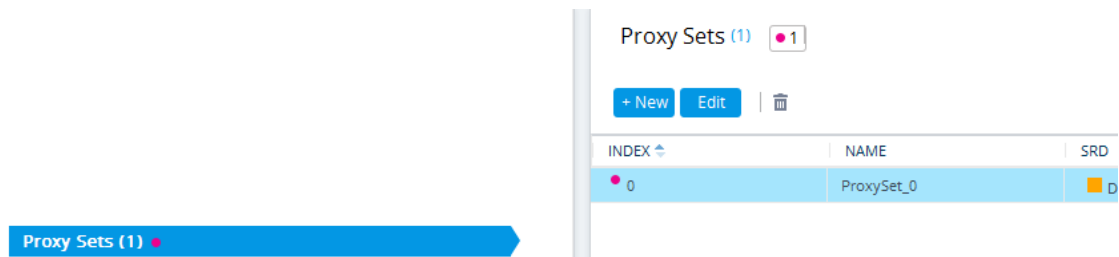 Proxy Sets (1) 1
+ New Edit
INDEX NAME SRD
0 ProxySet_0 D
Proxy Sets (1)